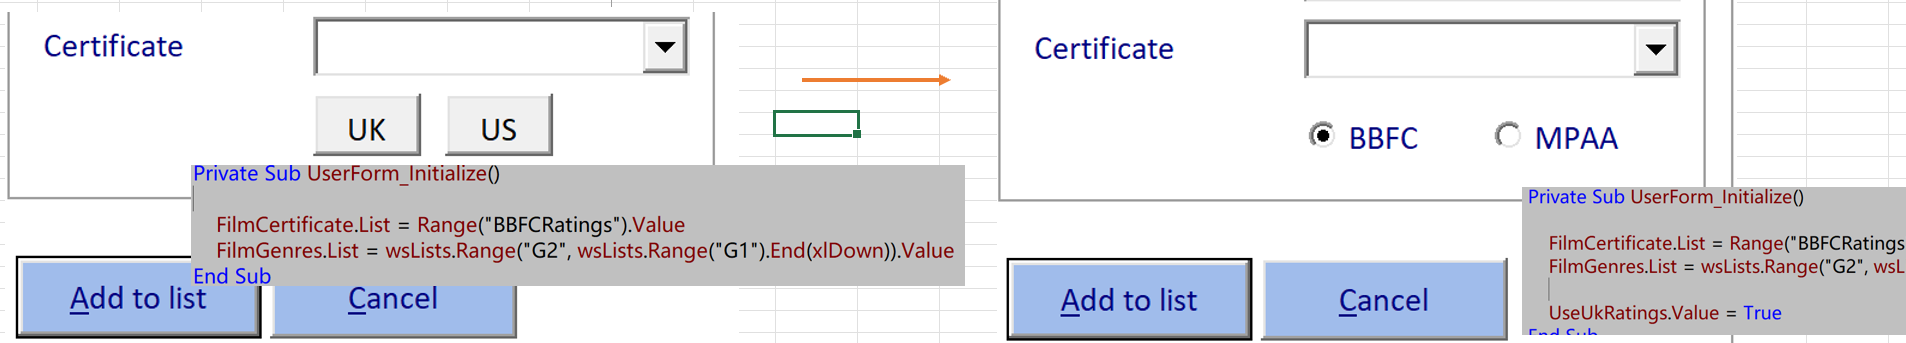 Certificate
UK
US
Private Sub UserForm_Initialize()
FilmCertificate.List = Range("BBFCRatings").Value
FilmGenres.List = wsLists.Range("G2", wsLists.Range("G1").End(xlDown)).Value
End Sub
Add to list
Cancel
Certificate
BBFC
MPAA
Private Sub UserForm_Initialize()
FilmCertificate.List = Range("BBFCRatings
FilmGenres.List = wsLists.Range("G2", wsL
UseUkRatings.Value = True
End Sub
Add to list
Cancel